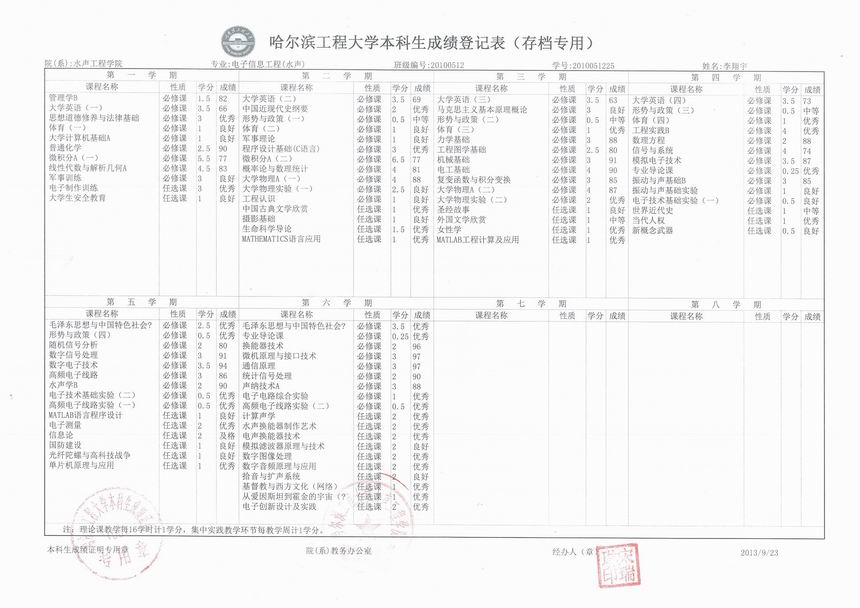 哈尔滨工程大学本科生成绩登记表（存档专用）
院(系):水声工程学院 专业:电子信息工程(水声) 班级编号:20100512 学号:2010051225 姓名:李翔宇
第 一 学 期
课程名称 性质 学分 成绩
管理学B 必修课 1.5 82
大学英语（一） 必修课 3.5 66
思想道德修养与法律基础 必修课 3 优秀
体育（一） 必修课 1 良好
大学计算机基础A 必修课 1 良好
普通化学 必修课 2.5 90
微积分A（一） 必修课 5.5 77
线性代数与解析几何A 必修课 4.5 83
军事训练 必修课 3 良好
电子制作训练 任选课 3 优秀
大学生安全教育 任选课 1 良好
第 二 学 期
课程名称 性质 学分 成绩
大学英语（二） 必修课 3.5 69
中国近现代史纲要 必修课 2 优秀
形势与政策（一） 必修课 0.5 中等
体育（二） 必修课 1 良好
军事理论 必修课 1 良好
程序设计基础(C语言) 必修课 3 优秀
微积分A（二） 必修课 6.5 77
概率论与数理统计 必修课 4 81
大学物理A（一） 必修课 4 88
大学物理实验（一） 必修课 2.5 良好
工程认识 必修课 1 良好
中国古典文学欣赏 任选课 1 优秀
摄影基础 任选课 1 良好
生命科学导论 任选课 1.5 优秀
MATHEMATICS语言应用 任选课 1 优秀
第 三 学 期
课程名称 性质 学分 成绩
大学英语（三） 必修课 3.5 63
马克思主义基本原理概论 必修课 3 良好
形势与政策（二） 必修课 0.5 中等
体育（三） 必修课 1 优秀
力学基础 必修课 3 88
工程图学基础 必修课 2.5 80
机械基础 必修课 3 91
电工基础 必修课 4 90
复变函数与积分变换 必修课 3 85
大学物理A（二） 必修课 4 87
大学物理实验（二） 必修课 2 优秀
圣经故事 任选课 1 良好
外国文学欣赏 任选课 1 中等
女性学 任选课 1 优秀
MATLAB工程计算及应用 任选课 1 优秀
第 四 学 期
课程名称 性质 学分 成绩
大学英语（四） 必修课 3.5 73
形势与政策（三） 必修课 0.5 中等
体育（四） 必修课 1 优秀
工程实践B 必修课 4 优秀
数理方程 必修课 2 88
信号与系统 必修课 4 74
模拟电子技术 必修课 3.5 87
专业导论课 必修课 0.25 优秀
振动与声基础B 必修课 3 85
振动与声基础实验 必修课 1 良好
电子技术基础实验（一） 必修课 0.5 良好
世界近代史 任选课 1 中等
当代人权 任选课 1 优秀
新概念武器 任选课 0.5 良好
第 五 学 期
课程名称 性质 学分 成绩
毛泽东思想与中国特色社会? 必修课 2.5 优秀
形势与政策（四） 必修课 0.5 优秀
随机信号分析 必修课 2 80
数字信号处理 必修课 3 91
数字电子技术 必修课 3.5 94
高频电子线路 必修课 3 86
水声学B 必修课 2 90
电子技术基础实验（二） 必修课 0.5 优秀
高频电子线路实验（一） 必修课 0.5 优秀
MATLAB语言程序设计 任选课 1 良好
电子测量 任选课 2 优秀
信息论 任选课 2 及格
国防建设 任选课 1 良好
光纤陀螺与高科技战争 任选课 1 良好
单片机原理与应用 任选课 1 优秀
第 六 学 期
课程名称 性质 学分 成绩
毛泽东思想与中国特色社会? 必修课 3.5 优秀
专业导论课 必修课 0.25 优秀
换能器技术 必修课 2 96
微机原理与接口技术 必修课 3 97
通信原理 必修课 3 97
统计信号处理 必修课 2 90
声纳技术A 必修课 3 88
电子电路综合实验 必修课 1 优秀
高频电子线路实验（二） 必修课 0.5 优秀
计算声学 任选课 2 优秀
水声换能器制作艺术 任选课 2 优秀
电声换能器技术 任选课 2 优秀
模拟滤波器原理与技术 任选课 2 良好
数字图像处理 任选课 2 优秀
数字音频原理与应用 任选课 2 优秀
拾音与扩声系统 任选课 2 良好
基督教与西方文化（网络） 任选课 1 优秀
从爱因斯坦到霍金的宇宙（? 任选课 1 优秀
电子创新设计及实践 任选课 2 优秀
第 七 学 期
课程名称 性质 学分 成绩
第 八 学 期
课程名称 性质 学分 成绩
注：理论课教学每16学时计1学分，集中实践教学环节每教学周计1学分。
本科生成绩证明专用章 院(系)教务办公室 经办人（章） 2013/9/23